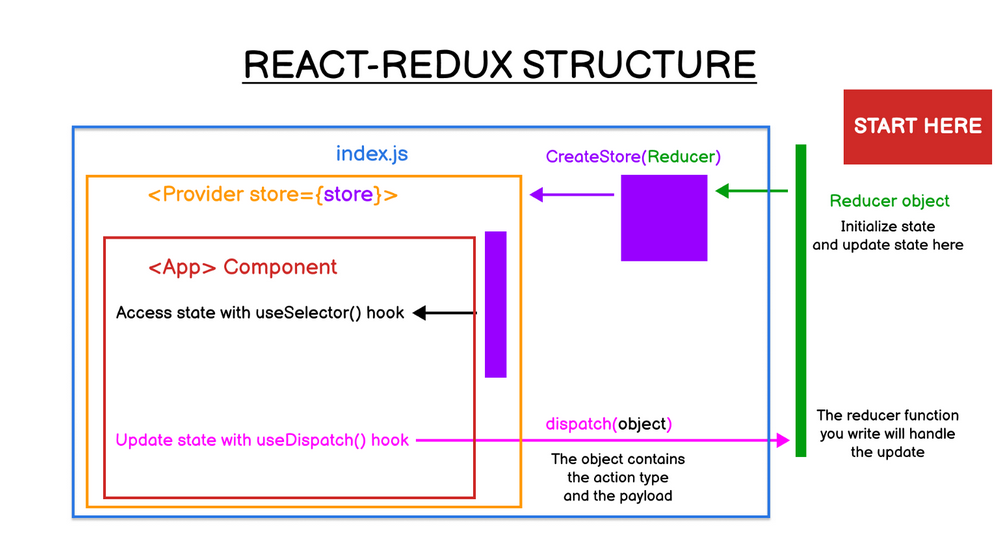 REACT-REDUX STRUCTURE
START HERE
index.js
CreateStore(Reducer)
<Provider store={store}>
Reducer object
Initialize state
and update state here
<App> Component
Access state with useSelector() hook
Update state with useDispatch() hook
dispatch(object)
The object contains
the action type
and the payload
The reducer function
you write will handle
the update